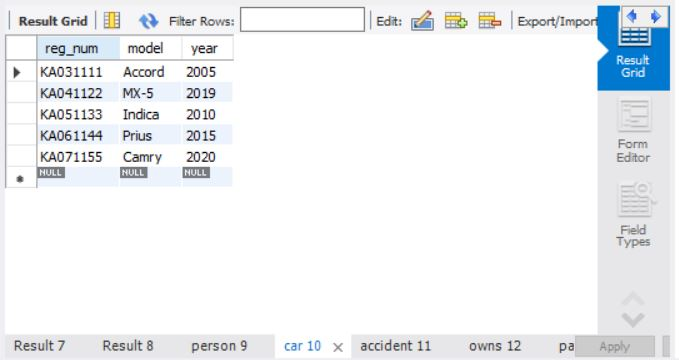 Result Grid Filter Rows: Edit: Export/Import
reg_num model year
KA031111 Accord 2005
KA041122 MX-5 2019
KA051133 Indica 2010
KA061144 Prius 2015
KA071155 Camry 2020
NULL NULL NULL
Result
Grid
Form
Editor
Field
Types
Result 7 Result 8 person 9 car 10 accident 11 owns 12 pa Apply